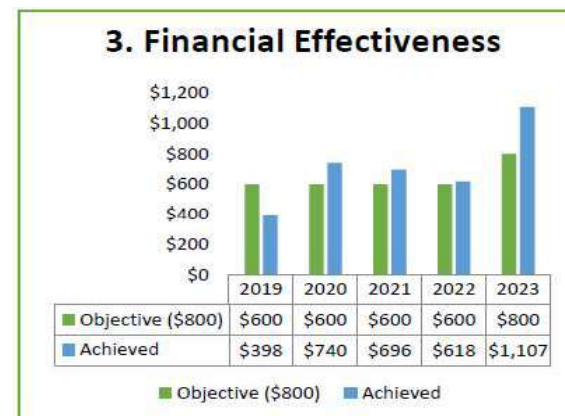 3. Financial Effectiveness
$1,200
$1,000
$800
$600
$400
$200
$0
2019 2020 2021 2022 2023
Objective ($800) $600 $600 $600 $600 $800
Achieved $398 $740 $696 $618 $1,107
Objective ($800) Achieved